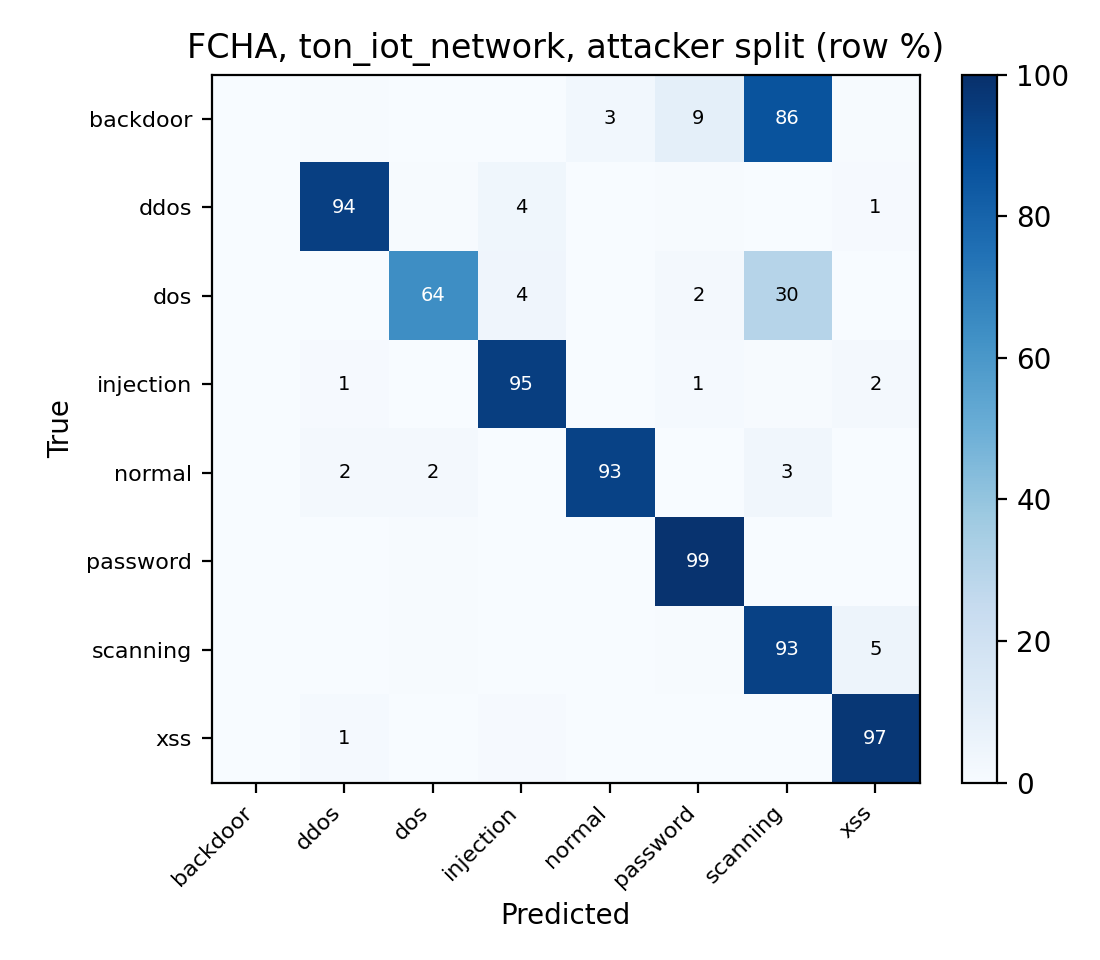 FCHA, ton_iot_network, attacker split (row %)
backdoor 3 9 86
ddos 94 4 1
dos 64 4 2 30
injection 1 95 1 2
normal 2 2 93 3
password 99
scanning 93 5
xss 1 97
backdoor ddos dos injection normal password scanning xss
Predicted
True
100
80
60
40
20
0